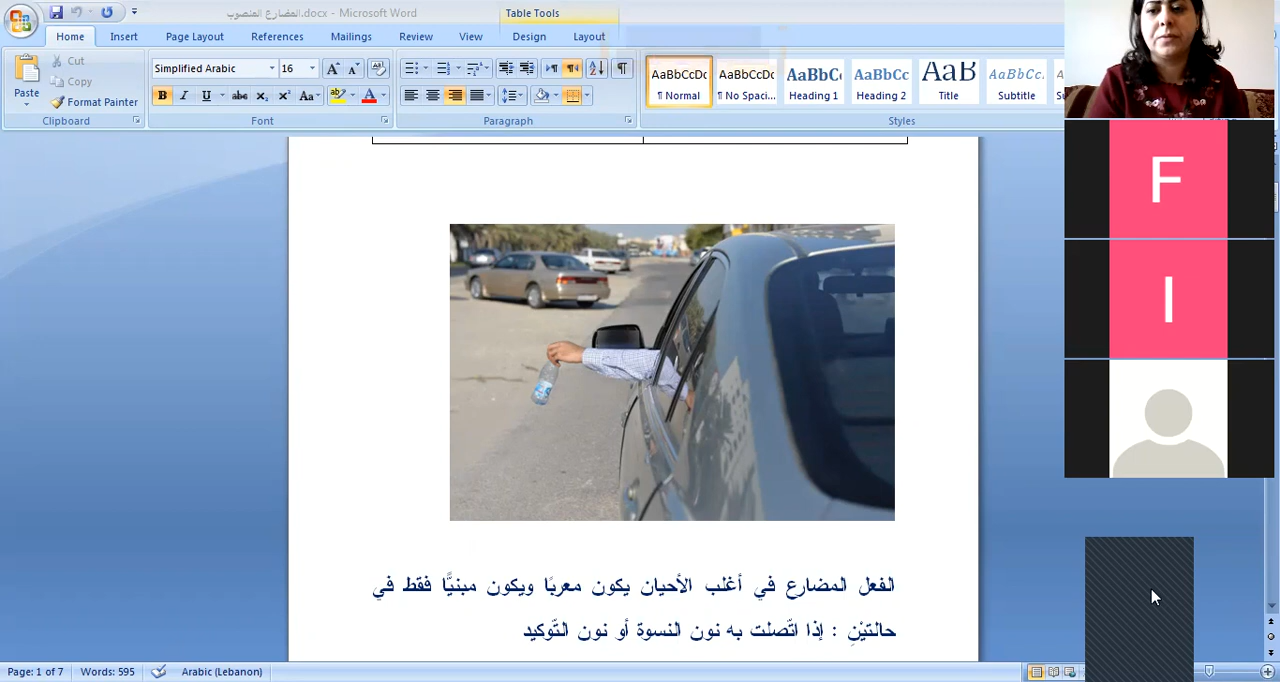 المضارع المنصوب.docx - Microsoft Word
Table Tools
Home Insert Page Layout References Mailings Review View Design Layout
Cut
Copy
Format Painter
Paste
Simplified Arabic 16
AaBbCcDc AaBbCcDc AaBbC AaBbCc AaB AaBbCc.
¶ Normal ¶ No Spaci... Heading 1 Heading 2 Title Subtitle
Clipboard Font Paragraph Styles
F
I
الفعل المضارع في أغلب الأحيان يكون معربًا ويكون مبنيًّا فقط في
حالتيْنِ : إذا اتّصلت به نون النسوة أو نون التّوكيد
Page: 1 of 7 Words: 595 Arabic (Lebanon)